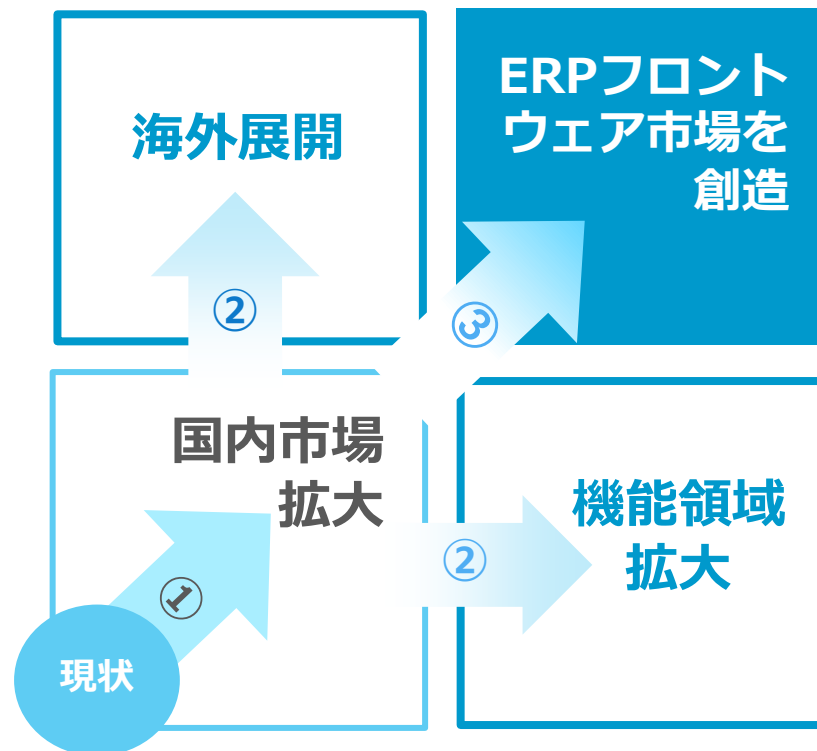 海外展開
ERPフロント
ウェア市場を
創造
②
③
国内市場
拡大
機能領域
拡大
②
①
現状